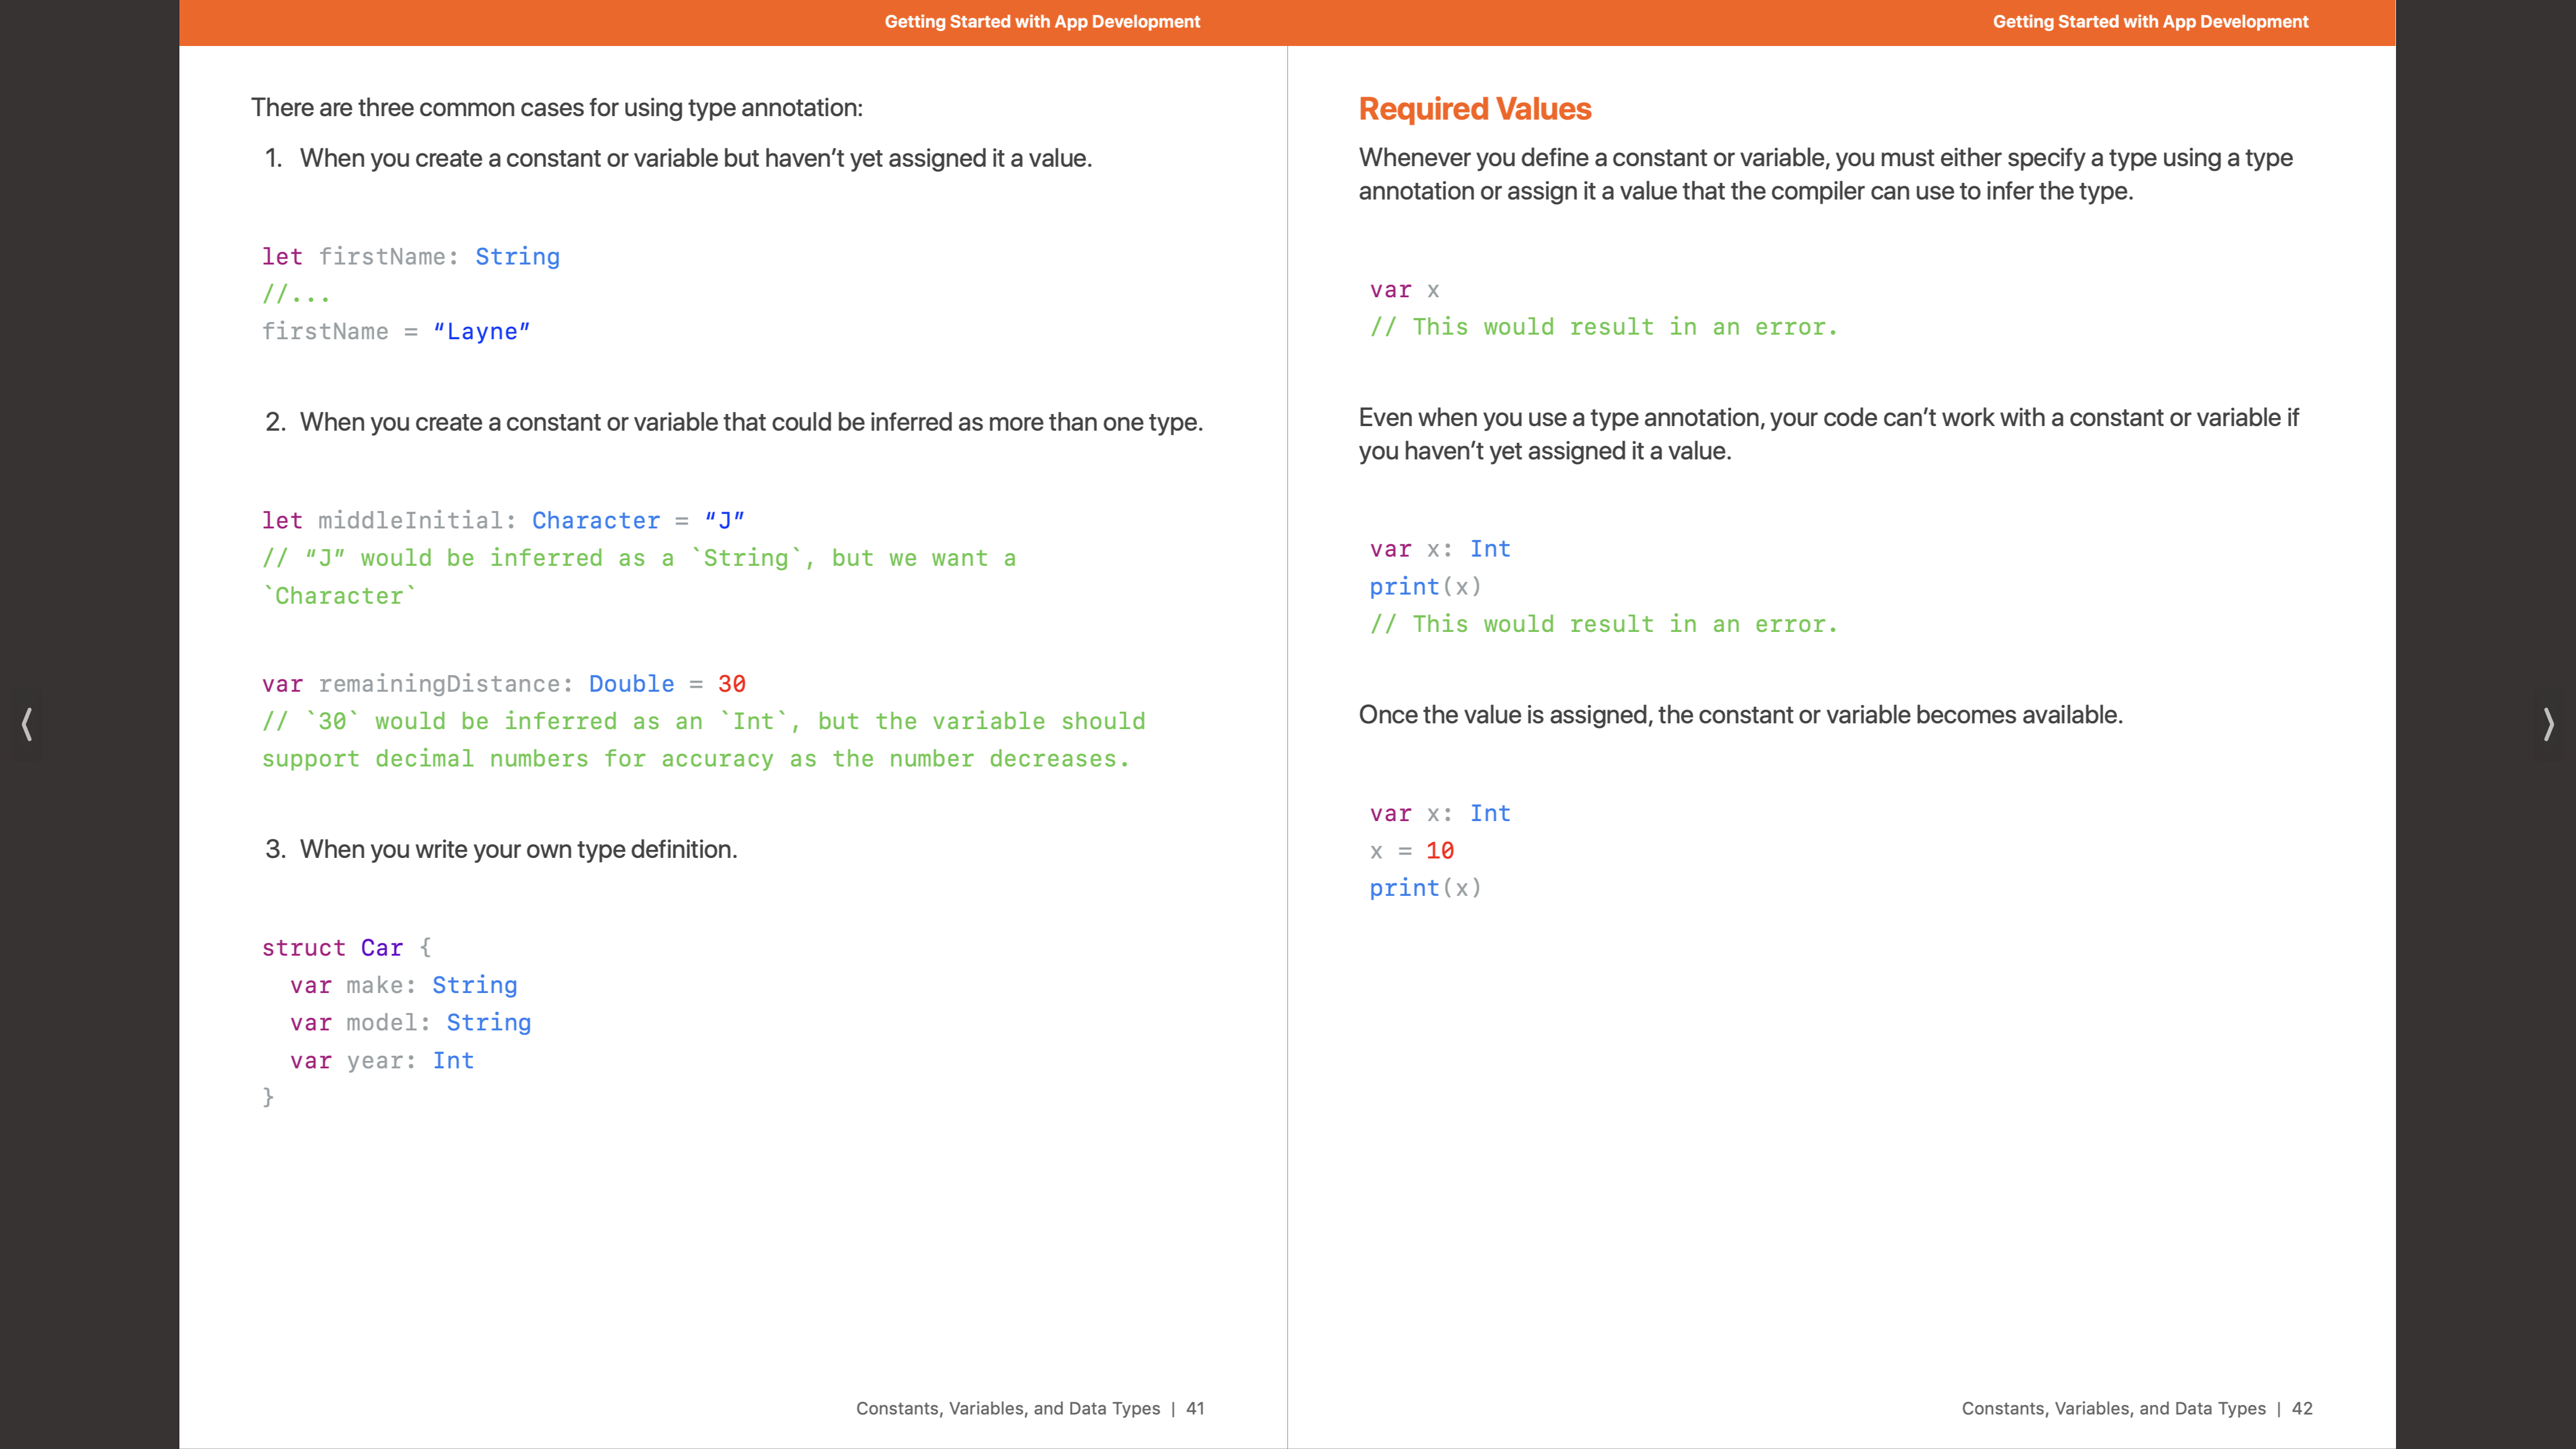 Getting Started with App Development
There are three common cases for using type annotation:
1. When you create a constant or variable but haven’t yet assigned it a value.
let firstName: String
//...
firstName = “Layne”
2. When you create a constant or variable that could be inferred as more than one type.
let middleInitial: Character = “J”
// “J” would be inferred as a `String`, but we want a
`Character`
var remainingDistance: Double = 30
// `30` would be inferred as an `Int`, but the variable should
support decimal numbers for accuracy as the number decreases.
3. When you write your own type definition.
struct Car {
  var make: String
  var model: String
  var year: Int
}
Constants, Variables, and Data Types | 41
Getting Started with App Development
Required Values
Whenever you define a constant or variable, you must either specify a type using a type
annotation or assign it a value that the compiler can use to infer the type.
var x
// This would result in an error.
Even when you use a type annotation, your code can’t work with a constant or variable if
you haven’t yet assigned it a value.
var x: Int
print(x)
// This would result in an error.
Once the value is assigned, the constant or variable becomes available.
var x: Int
x = 10
print(x)
Constants, Variables, and Data Types | 42